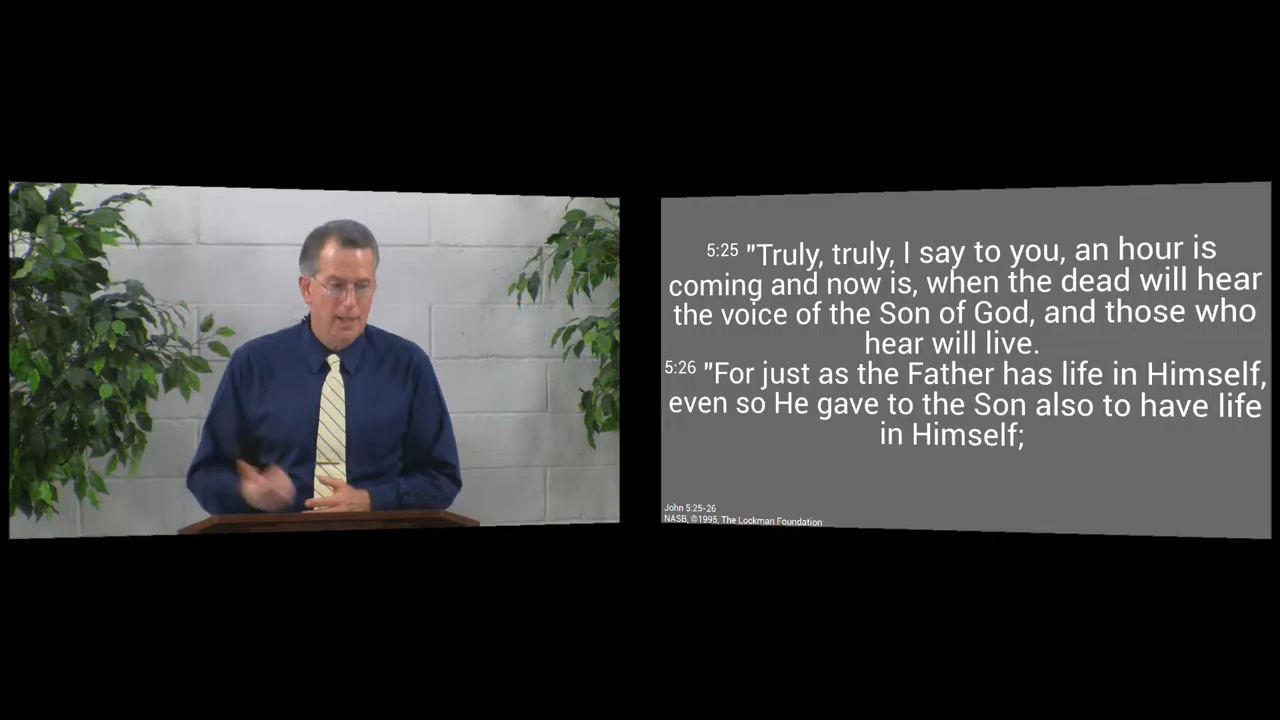 5:25 "Truly, truly, I say to you, an hour is
coming and now is, when the dead will hear
the voice of the Son of God, and those who
hear will live.
5:26 "For just as the Father has life in Himself,
even so He gave to the Son also to have life
in Himself;
John 5:25-26
NASB, ©1995, The Lockman Foundation